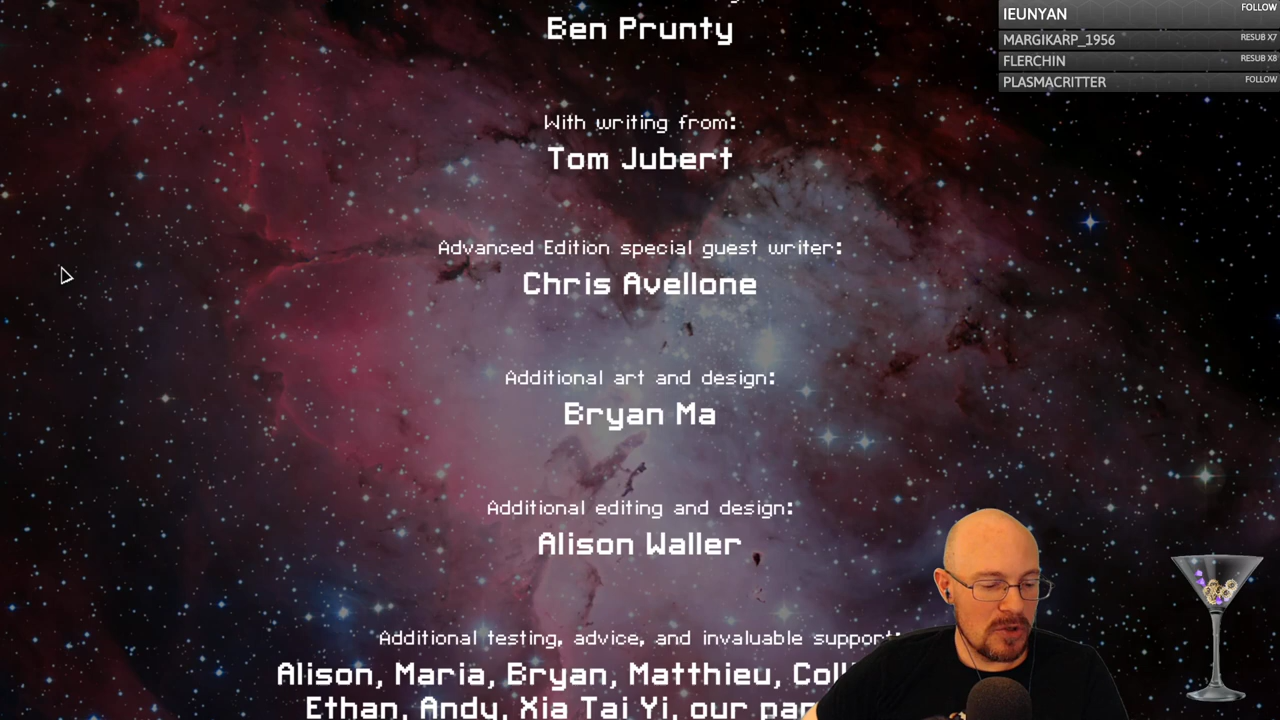 Ben Prunty
With writing from:
Tom Jubert
Advanced Edition special guest writer:
Chris Avellone
Additional art and design:
Bryan Ma
Additional editing and design:
Alison Waller
Additional testing, advice, and invaluable support:
Alison, Maria, Bryan, Matthieu,
Ethan, Andy, Xia Tai Yi, our
IEUNYAN FOLLOW
MARGIKARP_1956 RESUB X7
FLERCHIN RESUB X8
PLASMACRITTER FOLLOW